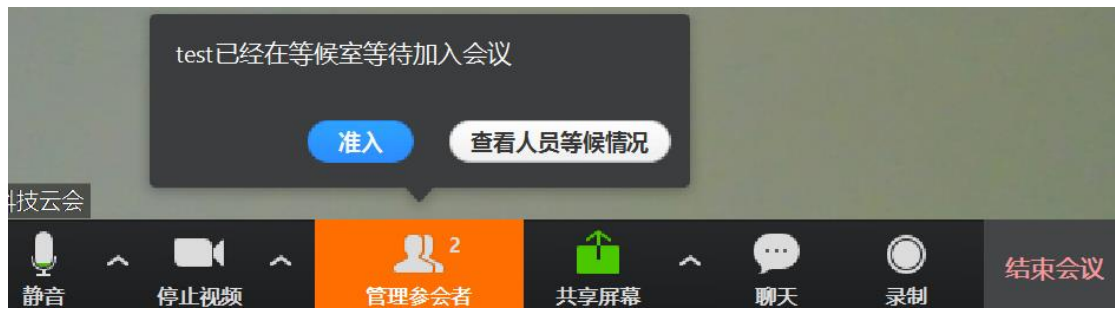 test已经在等候室等待加入会议
准入
查看人员等候情况
科技云会
2
静音
停止视频
管理参会者
共享屏幕
聊天
录制
结束会议